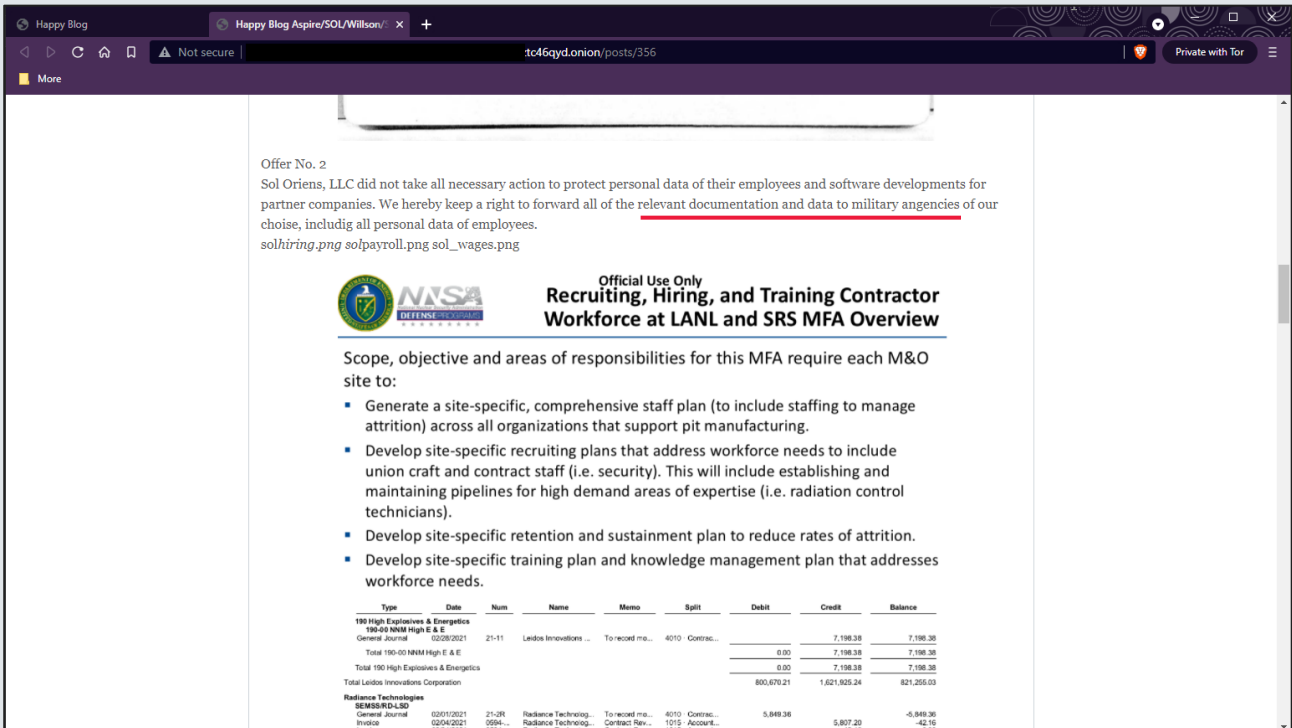 Happy Blog
Happy Blog Aspire/SOL/Willson/S
Not secure
tc46qyd.onion/posts/356
Private with Tor
More
Offer No. 2
Sol Oriens, LLC did not take all necessary action to protect personal data of their employees and software developments for
partner companies. We hereby keep a right to forward all of the relevant documentation and data to military angencies of our
choise, includig all personal data of employees.
solhiring.png solpayroll.png sol_wages.png
NNSA
DEFENSE PROGRAMS
Official Use Only
Recruiting, Hiring, and Training Contractor
Workforce at LANL and SRS MFA Overview
Scope, objective and areas of responsibilities for this MFA require each M&O
site to:
Generate a site-specific, comprehensive staff plan (to include staffing to manage
attrition) across all organizations that support pit manufacturing.
Develop site-specific recruiting plans that address workforce needs to include
union craft and contract staff (i.e. security). This will include establishing and
maintaining pipelines for high demand areas of expertise (i.e. radiation control
technicians).
Develop site-specific retention and sustainment plan to reduce rates of attrition.
Develop site-specific training plan and knowledge management plan that addresses
workforce needs.
Type Date Num Name Memo Split Debit Credit Balance
190 High Explosives & Energetics
190-00 NNM High E & E
General Journal 02/28/2021 21-11 Leidos Innovations ... To record mo... 4010 · Contrac... 7,198.38 7,198.38
Total 190-00 NNM High E & E 0.00 7,198.38 7,198.38
Total 190 High Explosives & Energetics 0.00 7,198.38 7,198.38
Total Leidos Innovations Corporation 800,670.21 1,621,925.24 821,255.03
Radiance Technologies
SEMSS/RD-LSD
General Journal 02/01/2021 21-2R Radiance Technolog... To record mo... 4010 · Contrac... 5,849.36 -5,849.36
Invoice 02/04/2021 0594-... Radiance Technolog... Contract Rev... 1015 · Account... 5,807.20 -42.16